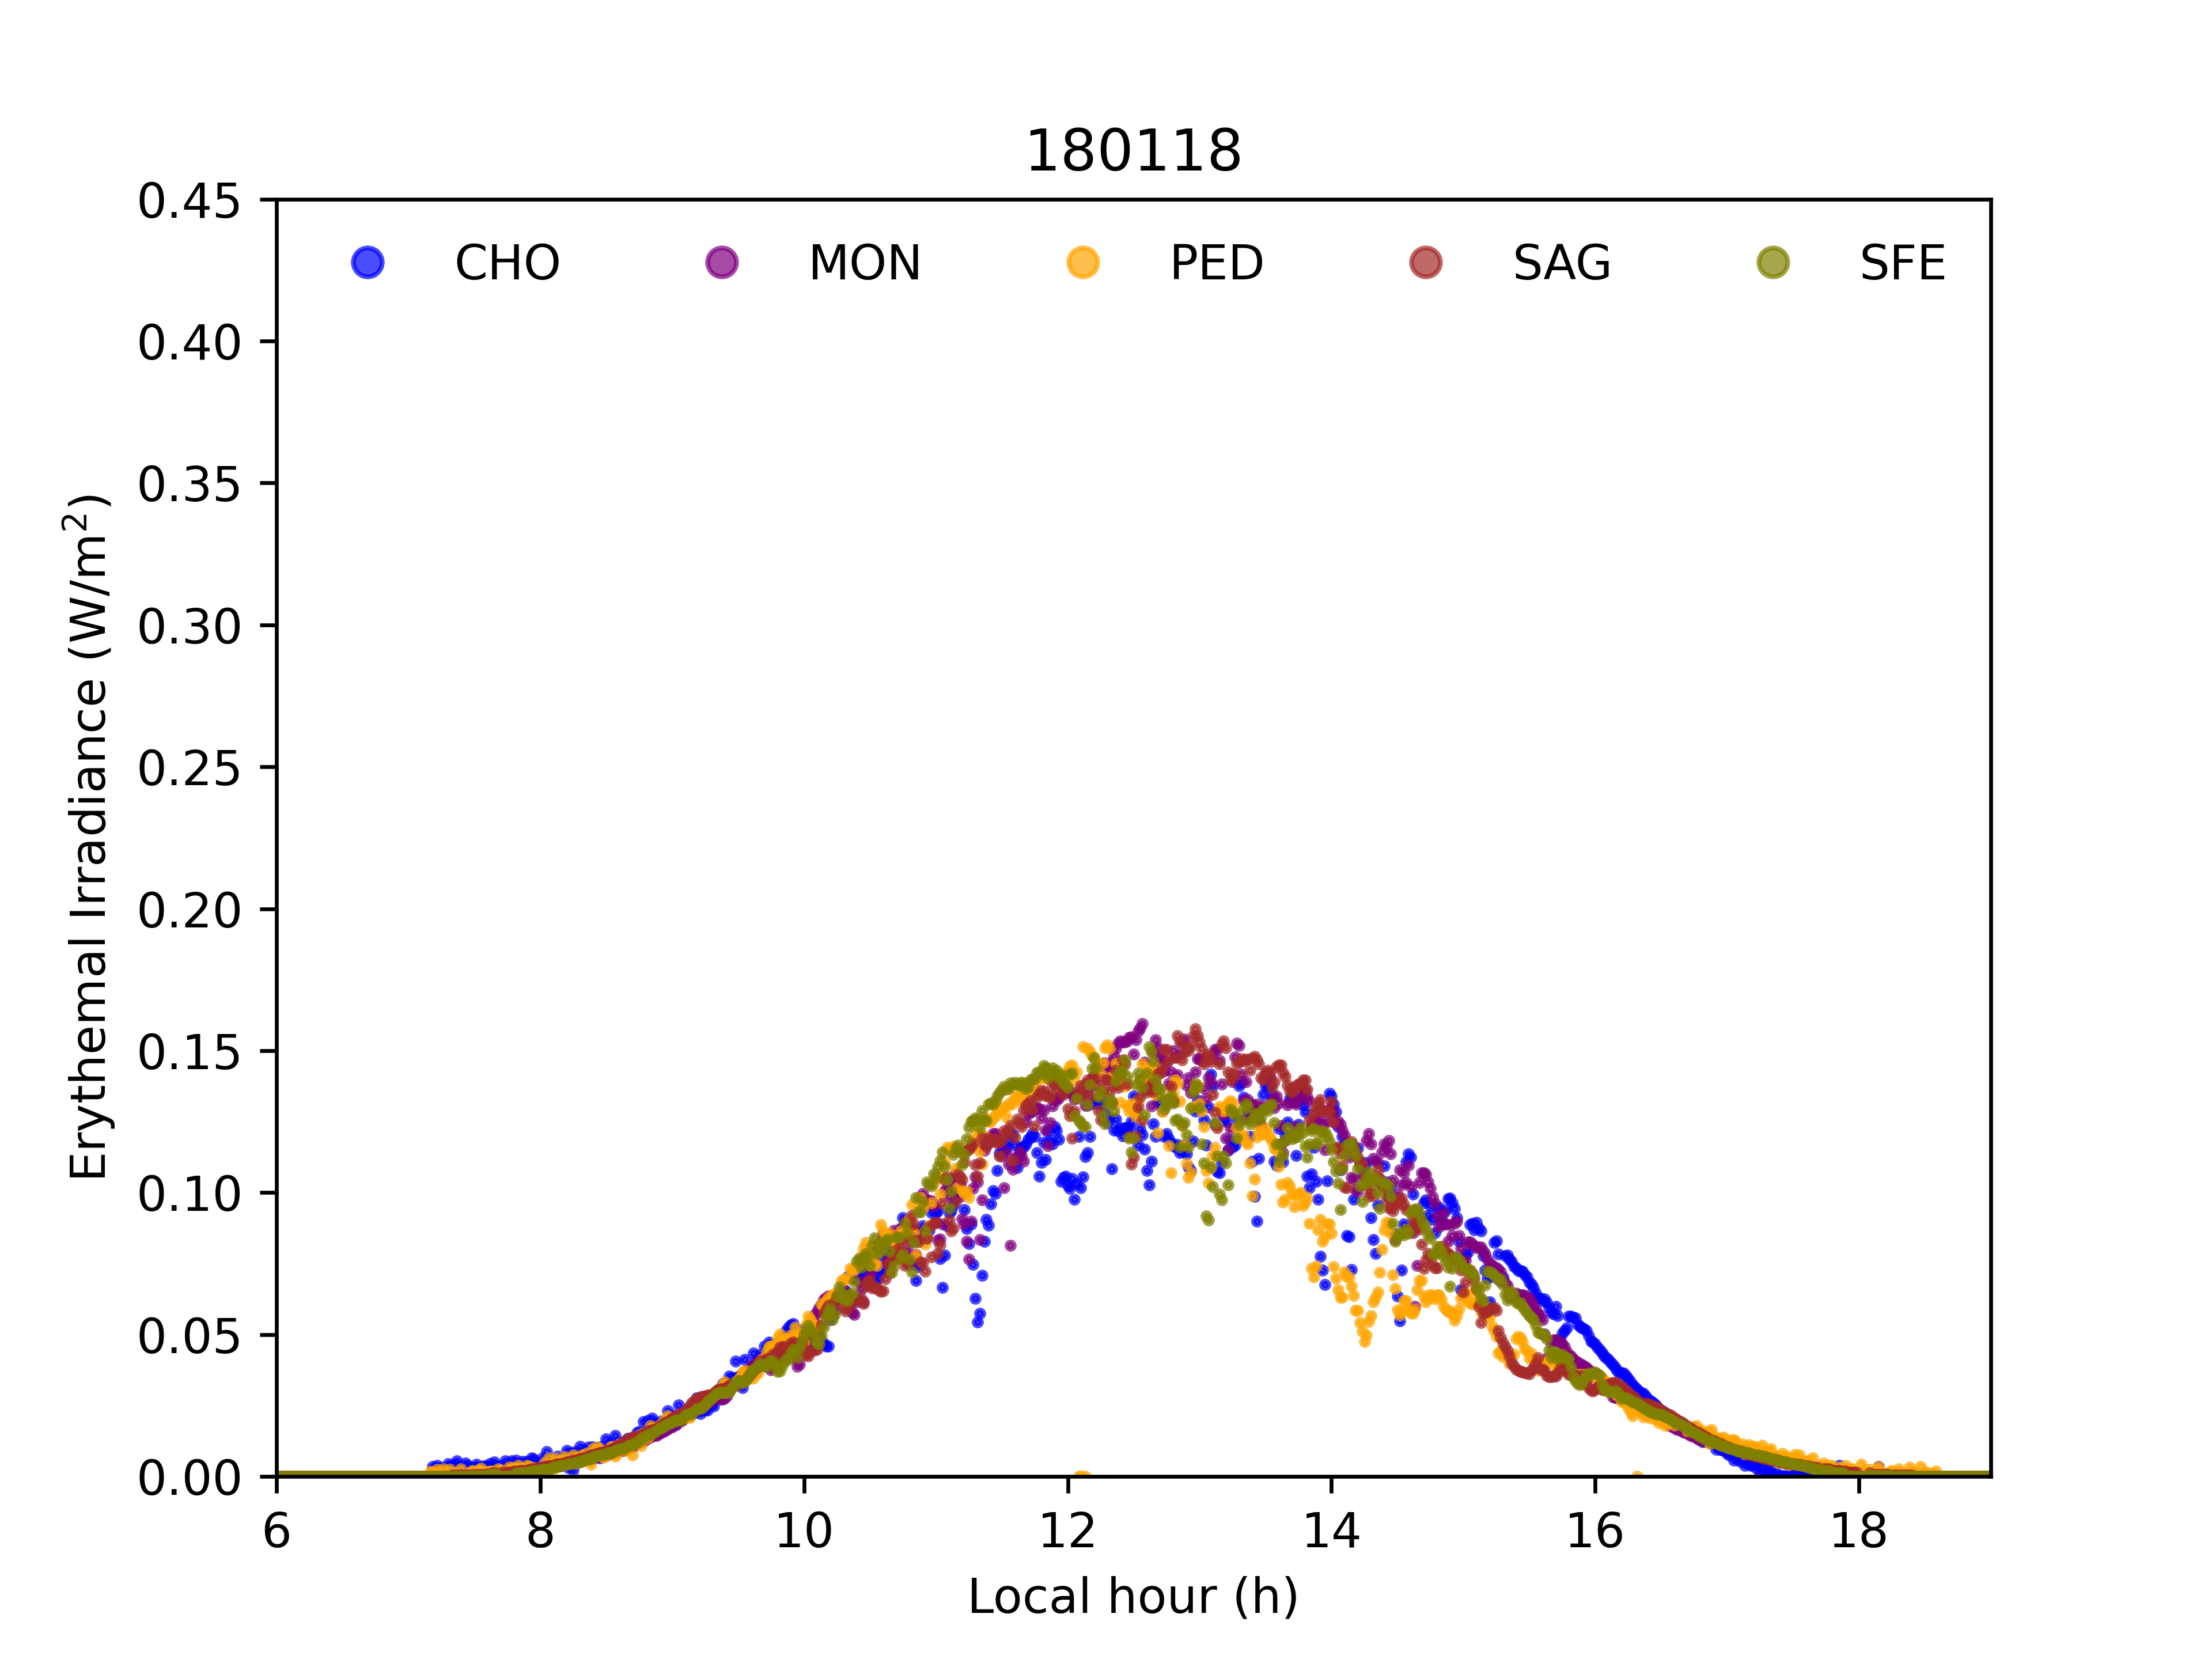 180118
CHO MON PED SAG SFE
0.45
0.40
0.35
0.30
0.25
0.20
0.15
0.10
0.05
0.00
Erythemal Irradiance (W/m²)
6 8 10 12 14 16 18
Local hour (h)